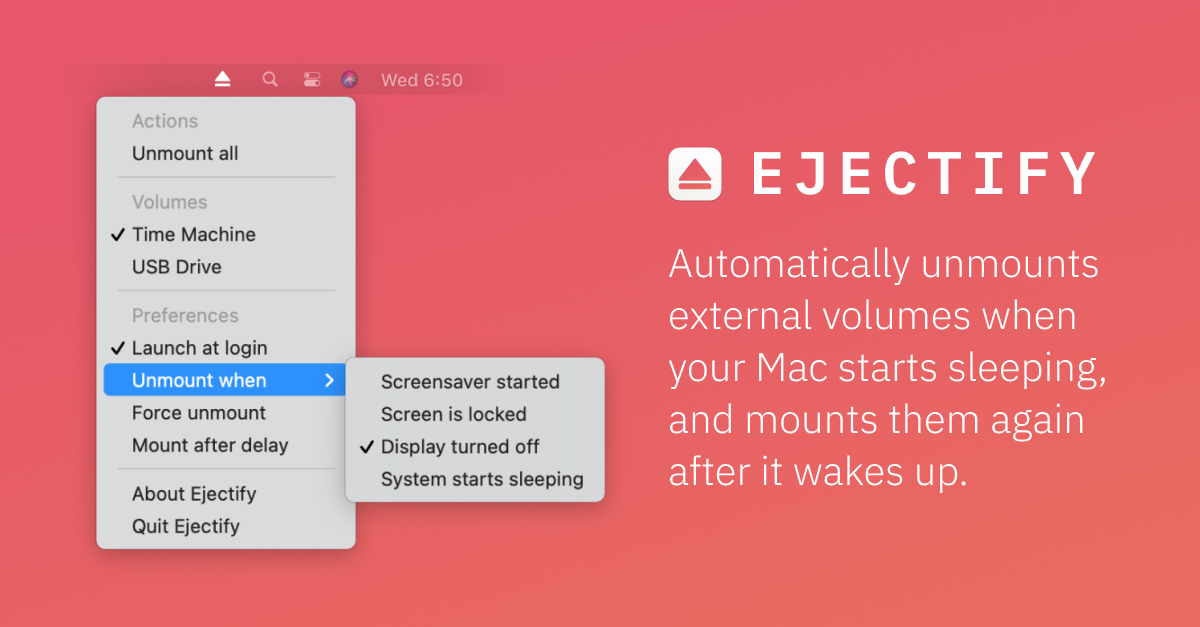 Wed 6:50
Actions
Unmount all
Volumes
Time Machine
USB Drive
Preferences
Launch at login
Unmount when
Force unmount
Mount after delay
About Ejectify
Quit Ejectify
Screensaver started
Screen is locked
Display turned off
System starts sleeping
EJECTIFY
Automatically unmounts
external volumes when
your Mac starts sleeping,
and mounts them again
after it wakes up.